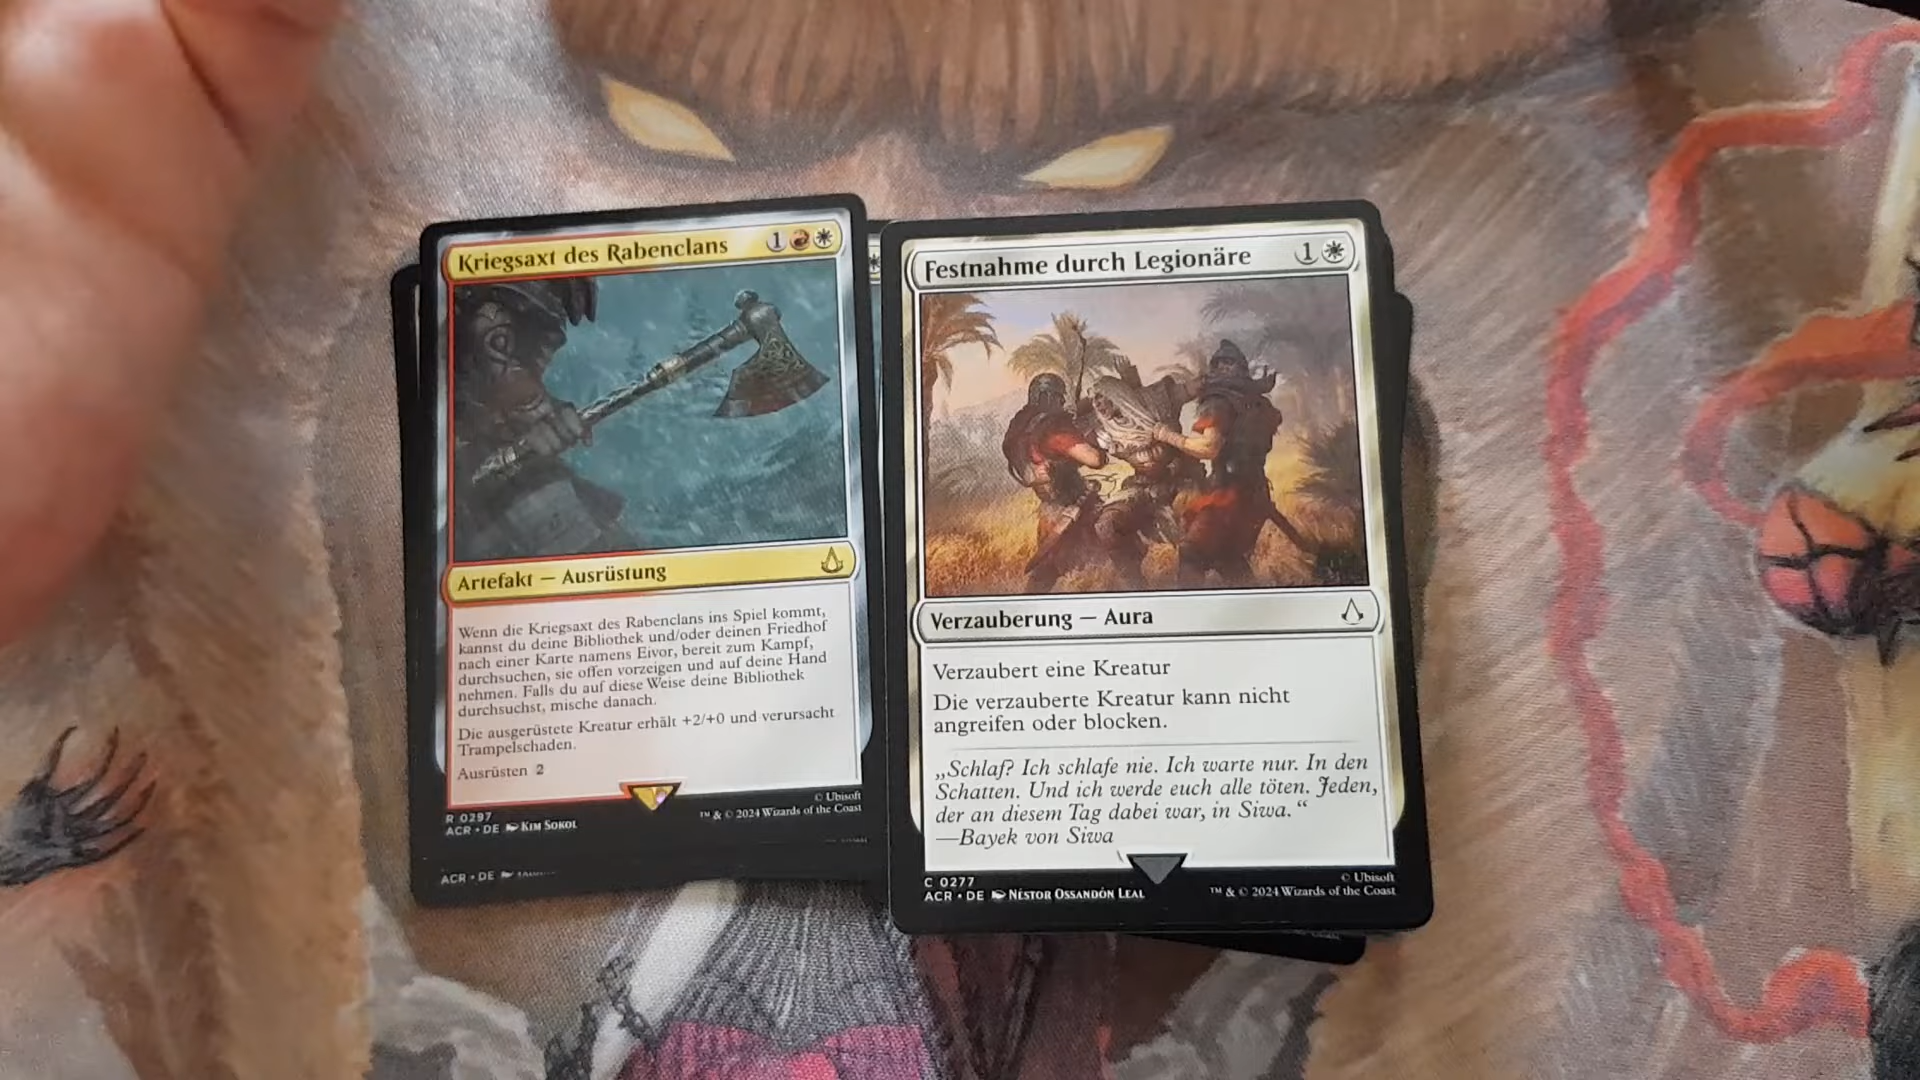 Kriegsaxt des Rabenclans 1
Artefakt — Ausrüstung
Wenn die Kriegsaxt des Rabenclans ins Spiel kommt,
kannst du deine Bibliothek und/oder deinen Friedhof
nach einer Karte namens Eivor, bereit zum Kampf,
durchsuchen, sie offen vorzeigen und auf deine Hand
nehmen. Falls du auf diese Weise deine Bibliothek
durchsuchst, mische danach.
Die ausgerüstete Kreatur erhält +2/+0 und verursacht
Trampelschaden.
Ausrüsten 2
R 0297
ACR • DE KIM SOKOL
© Ubisoft
™ & © 2024 Wizards of the Coast
ACR • DE
Festnahme durch Legionäre 1
Verzauberung — Aura
Verzaubert eine Kreatur
Die verzauberte Kreatur kann nicht
angreifen oder blocken.
„Schlaf? Ich schlafe nie. Ich warte nur. In den
Schatten. Und ich werde euch alle töten. Jeden,
der an diesem Tag dabei war, in Siwa.“
—Bayek von Siwa
C 0277
ACR • DE NÉSTOR OSSANDÓN LEAL
© Ubisoft
™ & © 2024 Wizards of the Coast